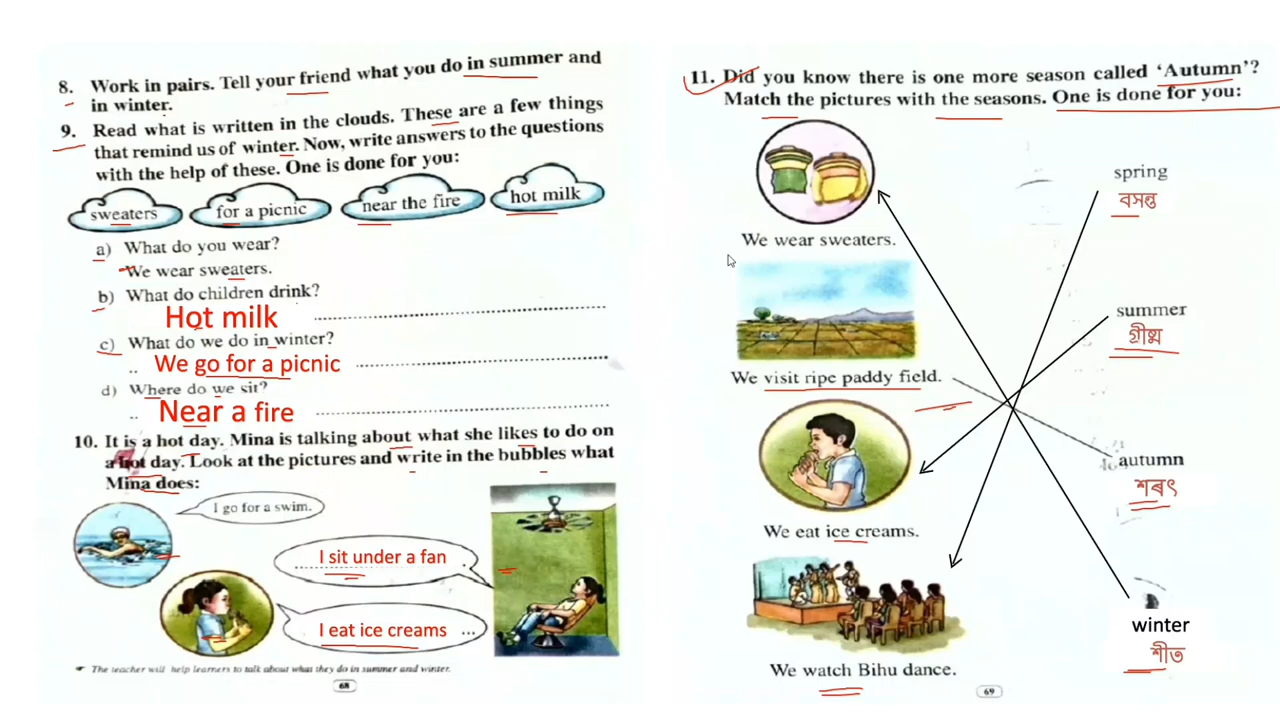 8. Work in pairs. Tell your friend what you do in summer and
in winter.
9. Read what is written in the clouds. These are a few things
that remind us of winter. Now, write answers to the questions
with the help of these. One is done for you:
sweaters
for a picnic
near the fire
hot milk
a) What do you wear?
We wear sweaters.
b) What do children drink?
Hot milk
c) What do we do in winter?
We go for a picnic
d) Where do we sit?
Near a fire
10. It is a hot day. Mina is talking about what she likes to do on
a hot day. Look at the pictures and write in the bubbles what
Mina does:
I go for a swim.
I sit under a fan
I eat ice creams
The teacher will help learners to talk about what they do in summer and winter.
68
11. Did you know there is one more season called 'Autumn'?
Match the pictures with the seasons. One is done for you:
We wear sweaters.
We visit ripe paddy field.
We eat ice creams.
We watch Bihu dance.
spring
বসন্ত
summer
গ্ৰীষ্ম
autumn
শৰৎ
winter
শীত
69